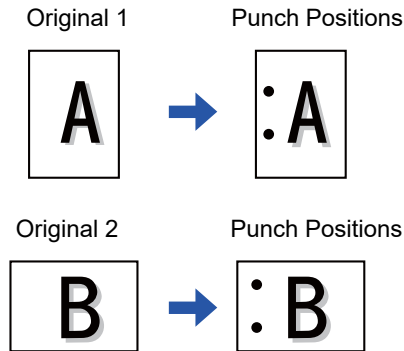 Original 1 Punch Positions
A A
Original 2 Punch Positions
B B